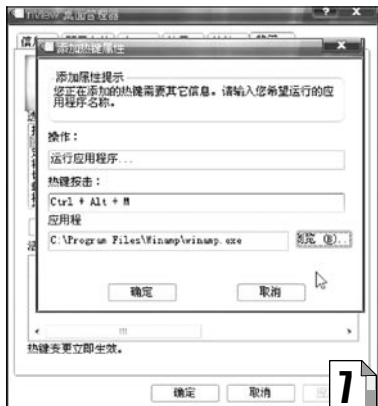 nView 桌面管理器
添加热键属性
添加属性提示
您正在添加的热键需要其它信息。请输入您希望运行的应
用程序名称。
操作：
运行应用程序...
热键按击：
Ctrl + Alt + M
应用程
C:\Program Files\Winamp\winamp.exe
浏览 (B)...
确定
取消
热键变更立即生效。
确定
取消
7